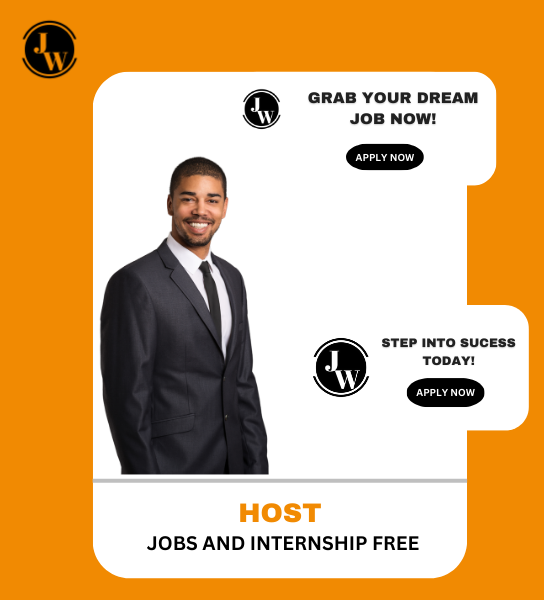 JW
JW
GRAB YOUR DREAM
JOB NOW!
APPLY NOW
JW
STEP INTO SUCESS
TODAY!
APPLY NOW
HOST
JOBS AND INTERNSHIP FREE